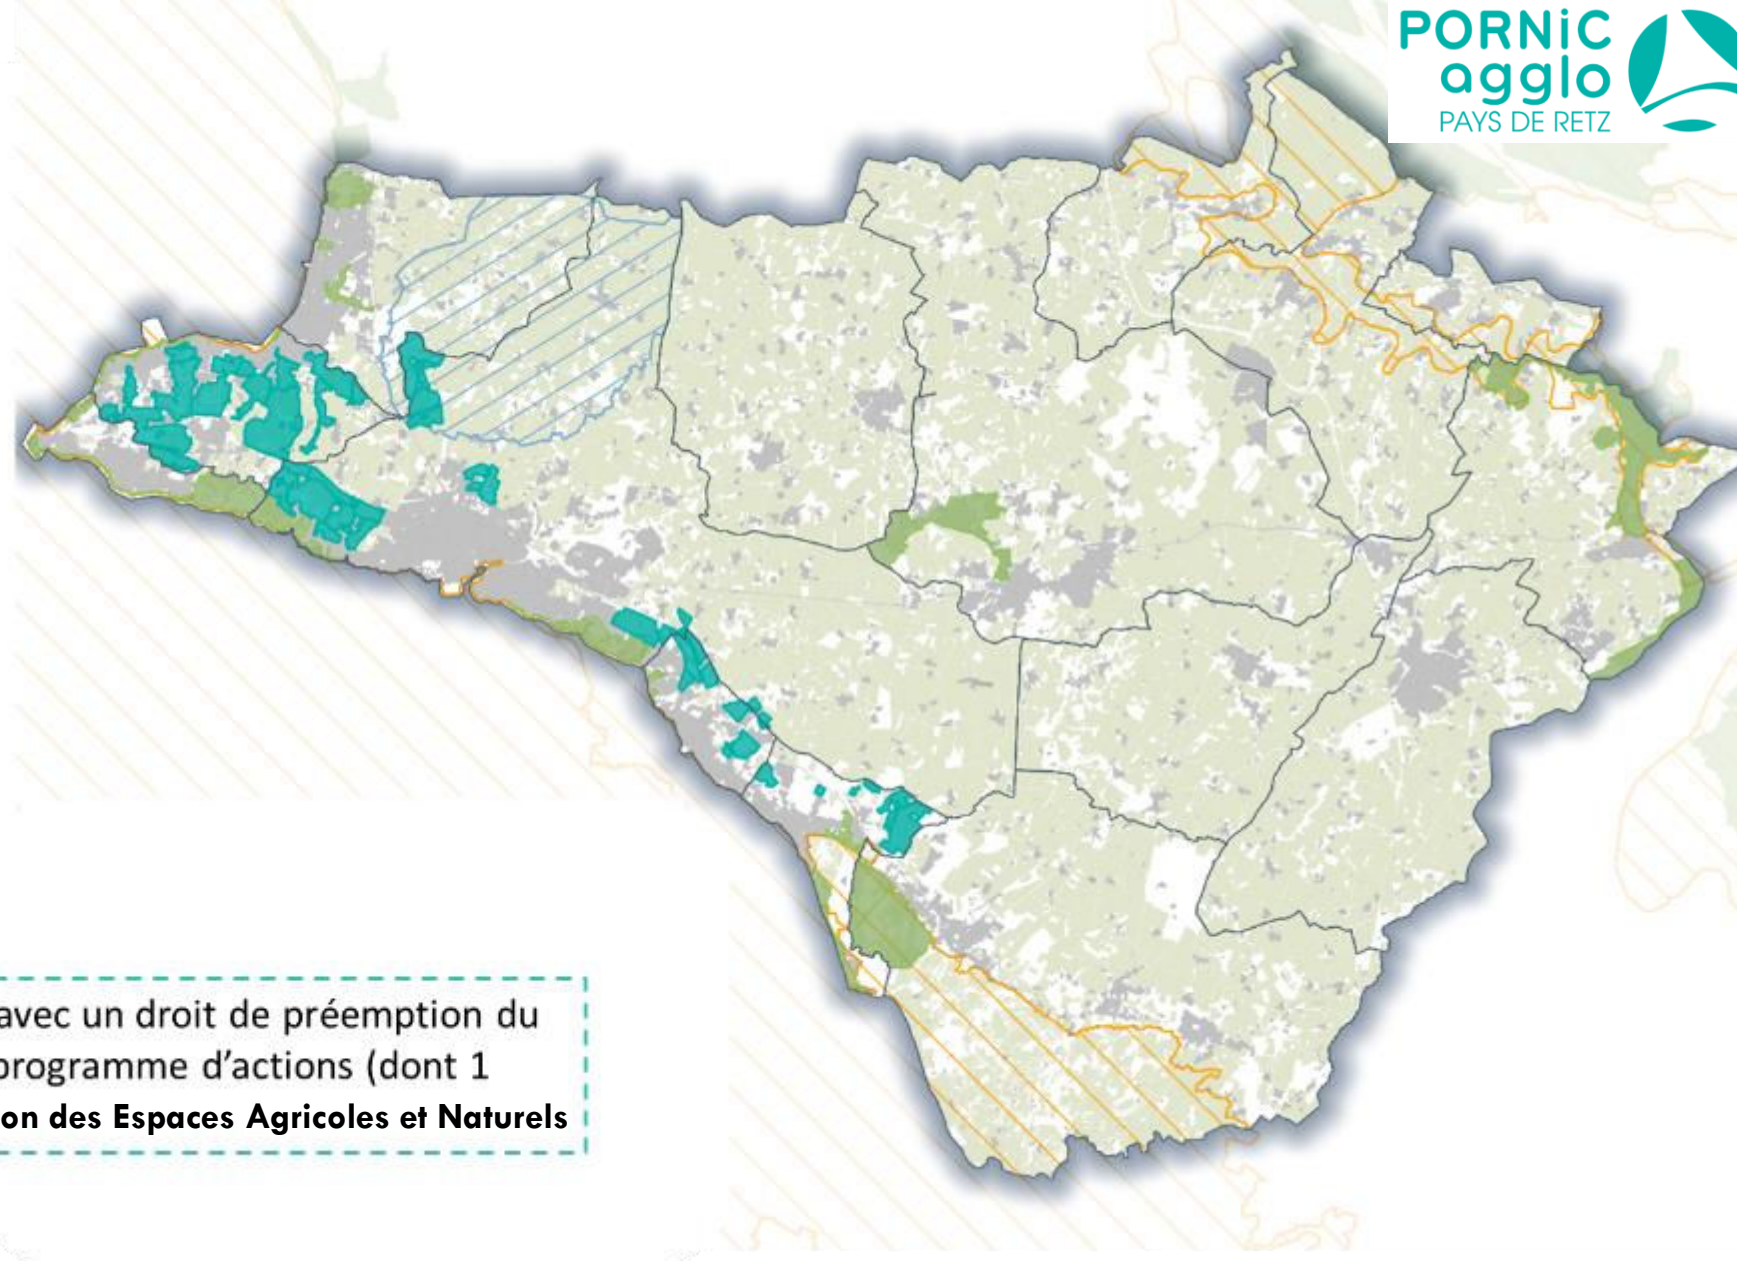 PORNiC
agglo
PAYS DE RETZ
avec un droit de préemption du
programme d'actions (dont 1
on des Espaces Agricoles et Naturels